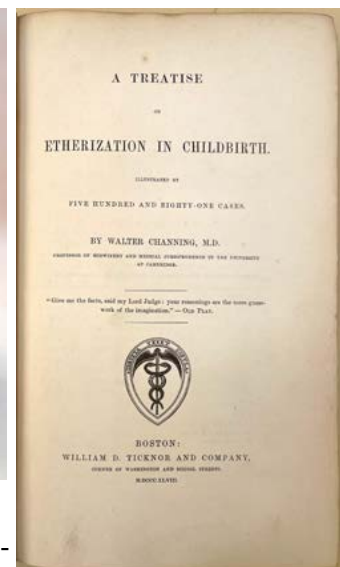 A TREATISE
ON
ETHERIZATION IN CHILDBIRTH.
ILLUSTRATED BY
FIVE HUNDRED AND EIGHTY-ONE CASES.
BY WALTER CHANNING, M.D.
PROFESSOR OF MIDWIFERY AND MEDICAL JURISPRUDENCE IN THE UNIVERSITY
AT CAMBRIDGE.
"Give me the facts, said my Lord Judge: your reasonings are the mere guess-
work of the imagination." — OLD PLAY.
BOSTON:
WILLIAM D. TICKNOR AND COMPANY,
CORNER OF WASHINGTON AND SCHOOL STREETS.
M.DCCC.XLVIII.
-